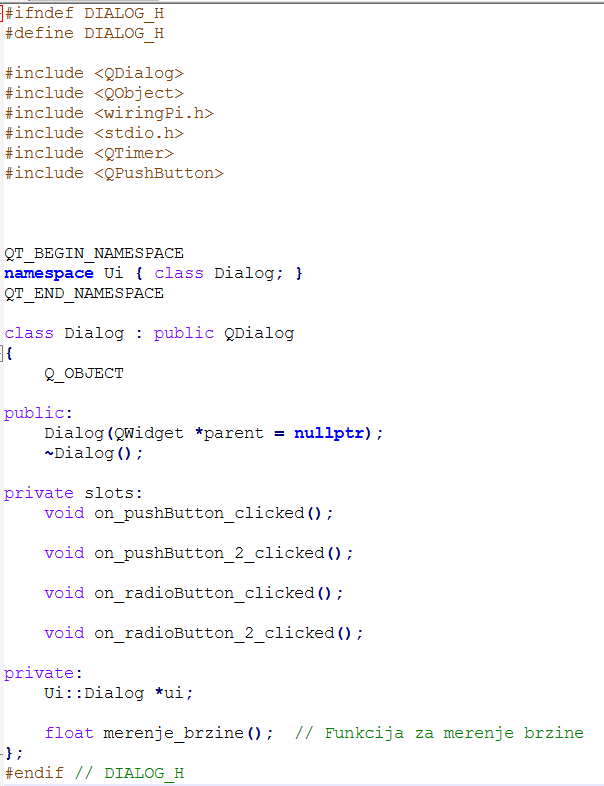 #ifndef DIALOG_H
#define DIALOG_H
#include <QDialog>
#include <QObject>
#include <wiringPi.h>
#include <stdio.h>
#include <QTimer>
#include <QPushButton>
QT_BEGIN_NAMESPACE
namespace Ui { class Dialog; }
QT_END_NAMESPACE
class Dialog : public QDialog
{
    Q_OBJECT
public:
    Dialog(QWidget *parent = nullptr);
    ~Dialog();
private slots:
    void on_pushButton_clicked();
    void on_pushButton_2_clicked();
    void on_radioButton_clicked();
    void on_radioButton_2_clicked();
private:
    Ui::Dialog *ui;
    float merenje_brzine();  // Funkcija za merenje brzine
};
#endif // DIALOG_H